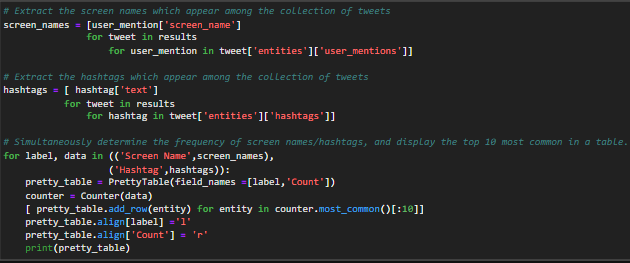 # Extract the screen names which appear among the collection of tweets
screen_names = [user_mention['screen_name']
                for tweet in results
                    for user_mention in tweet['entities']['user_mentions']]

# Extract the hashtags which appear among the collection of tweets
hashtags = [ hashtag['text']
            for tweet in results
                for hashtag in tweet['entities']['hashtags']]

# Simultaneously determine the frequency of screen names/hashtags, and display the top 10 most common in a table.
for label, data in (('Screen Name',screen_names),
                    ('Hashtag',hashtags)):
    pretty_table = PrettyTable(field_names =[label,'Count'])
    counter = Counter(data)
    [ pretty_table.add_row(entity) for entity in counter.most_common()[:10]]
    pretty_table.align[label] ='l'
    pretty_table.align['Count'] = 'r'
    print(pretty_table)